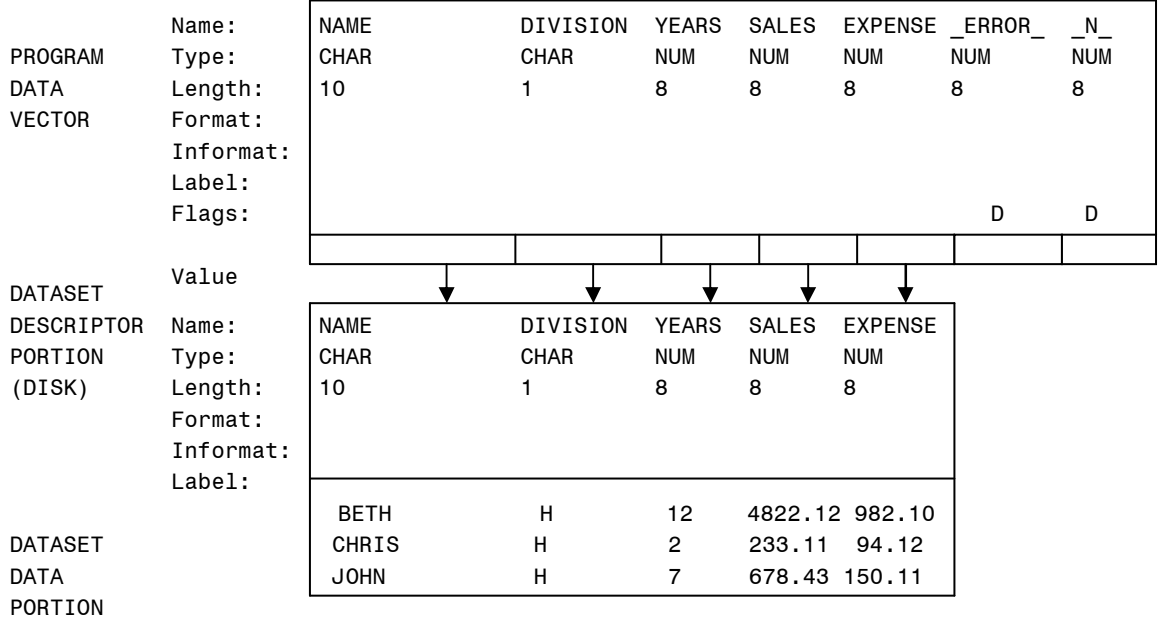 Name: NAME DIVISION YEARS SALES EXPENSE _ERROR_ _N_
PROGRAM Type: CHAR CHAR NUM NUM NUM NUM NUM
DATA Length: 10 1 8 8 8 8 8
VECTOR Format:
Informat:
Label:
Flags: D D
Value
DATASET
DESCRIPTOR Name: NAME DIVISION YEARS SALES EXPENSE
PORTION Type: CHAR CHAR NUM NUM NUM
(DISK) Length: 10 1 8 8 8
Format:
Informat:
Label:
BETH H 12 4822.12 982.10
DATASET CHRIS H 2 233.11 94.12
DATA JOHN H 7 678.43 150.11
PORTION